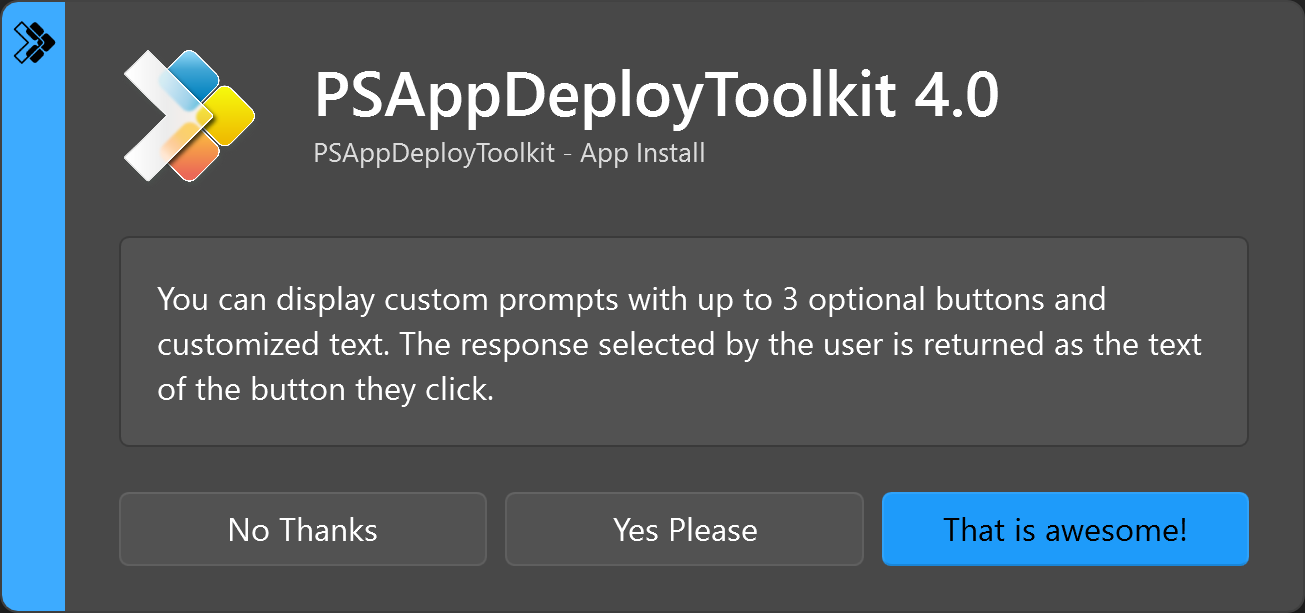 PSAppDeployToolkit 4.0
PSAppDeployToolkit - App Install
You can display custom prompts with up to 3 optional buttons and
customized text. The response selected by the user is returned as the text
of the button they click.
No Thanks
Yes Please
That is awesome!